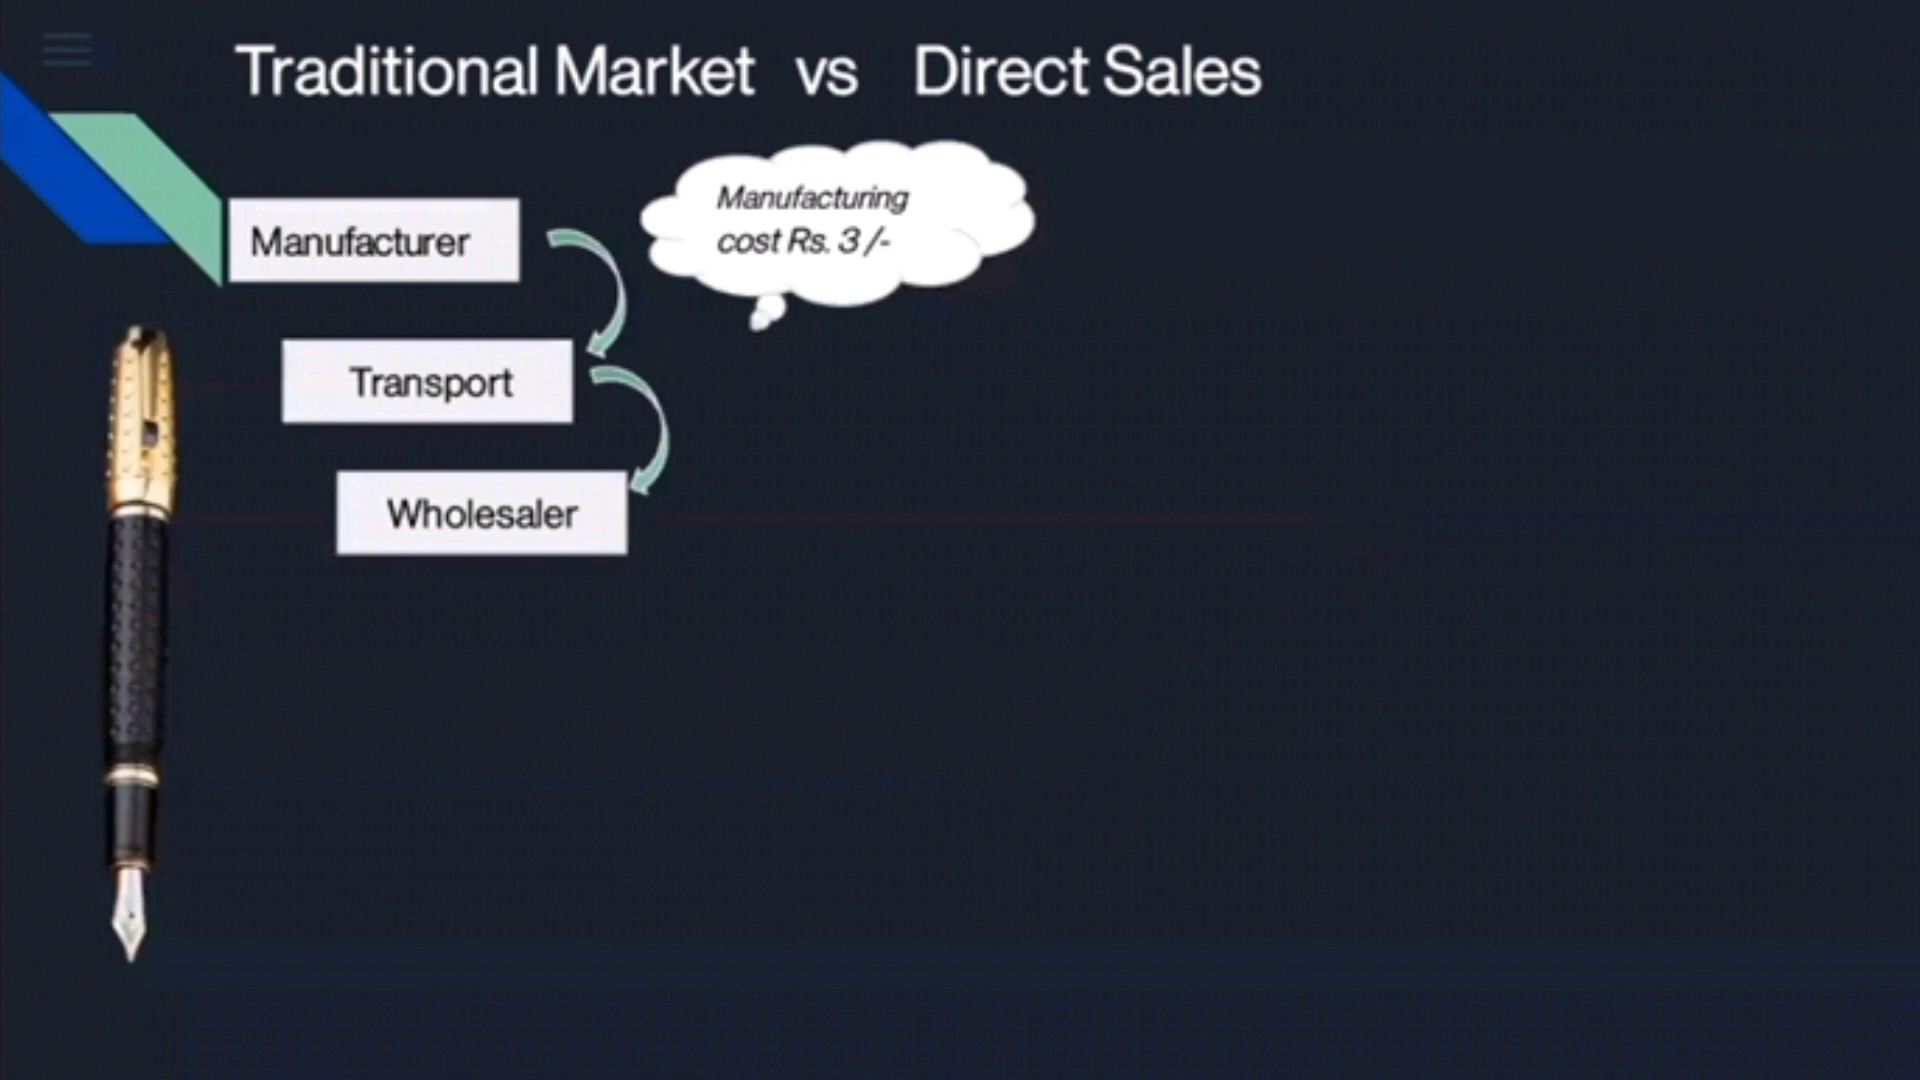 Traditional Market vs Direct Sales
Manufacturing
cost Rs. 3 /-
Manufacturer
Transport
Wholesaler